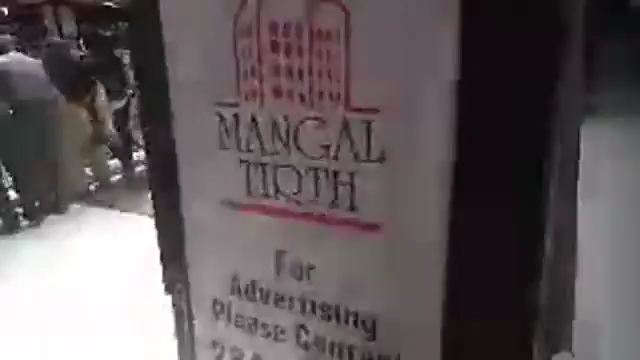 MANGAL
TIRTH
For
Advertising
Please Contact